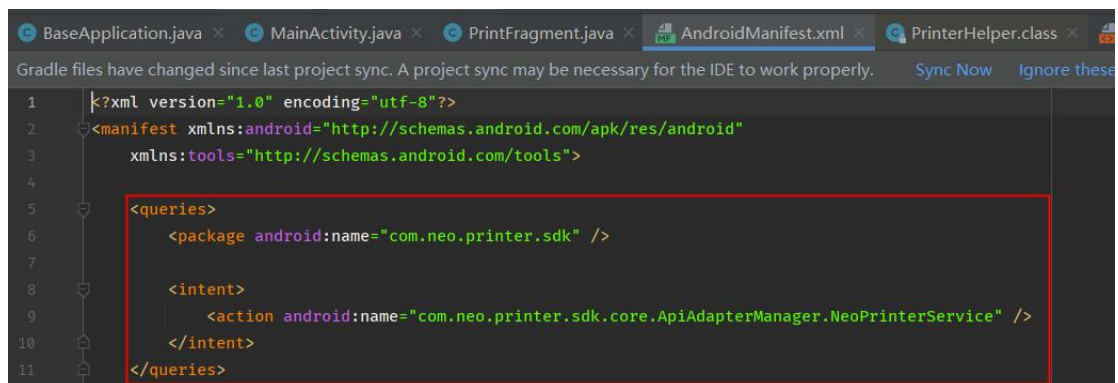 BaseApplication.java × MainActivity.java × PrintFragment.java × AndroidManifest.xml × PrinterHelper.class ×
Gradle files have changed since last project sync. A project sync may be necessary for the IDE to work properly. Sync Now Ignore these
1 <?xml version="1.0" encoding="utf-8"?>
2 <manifest xmlns:android="http://schemas.android.com/apk/res/android"
3 xmlns:tools="http://schemas.android.com/tools">
4
5 <queries>
6 <package android:name="com.neo.printer.sdk" />
7
8 <intent>
9 <action android:name="com.neo.printer.sdk.core.ApiAdapterManager.NeoPrinterService" />
10 </intent>
11 </queries>